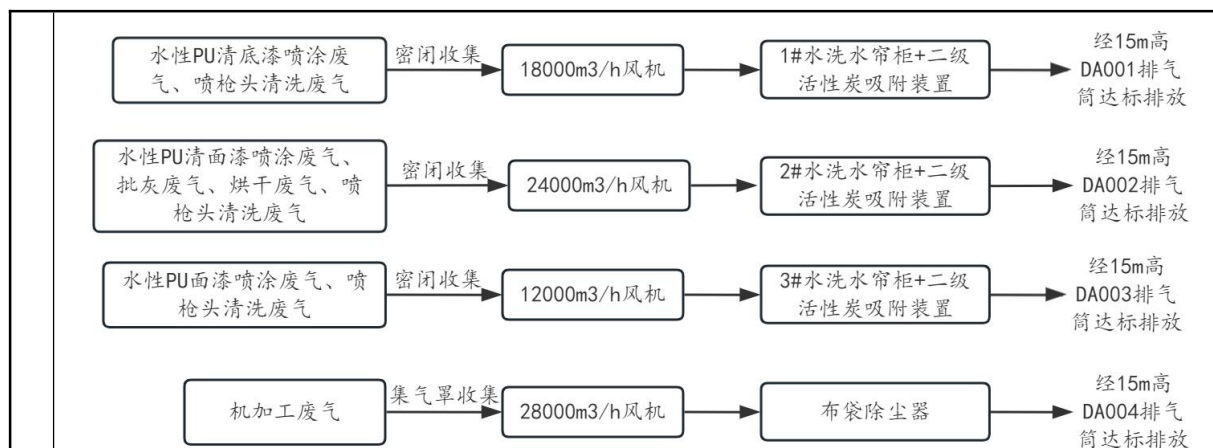 水性PU清底漆喷涂废
气、喷枪头清洗废气
密闭收集
18000m3/h风机
1#水洗水帘柜+二级
活性炭吸附装置
经15m高
DA001排气
筒达标排放
水性PU清面漆喷涂废气、
批灰废气、烘干废气、喷
枪头清洗废气
密闭收集
24000m3/h风机
2#水洗水帘柜+二级
活性炭吸附装置
经15m高
DA002排气
筒达标排放
水性PU面漆喷涂废气、喷
枪头清洗废气
密闭收集
12000m3/h风机
3#水洗水帘柜+二级
活性炭吸附装置
经15m高
DA003排气
筒达标排放
机加工废气
集气罩收集
28000m3/h风机
布袋除尘器
经15m高
DA004排气
筒达标排放